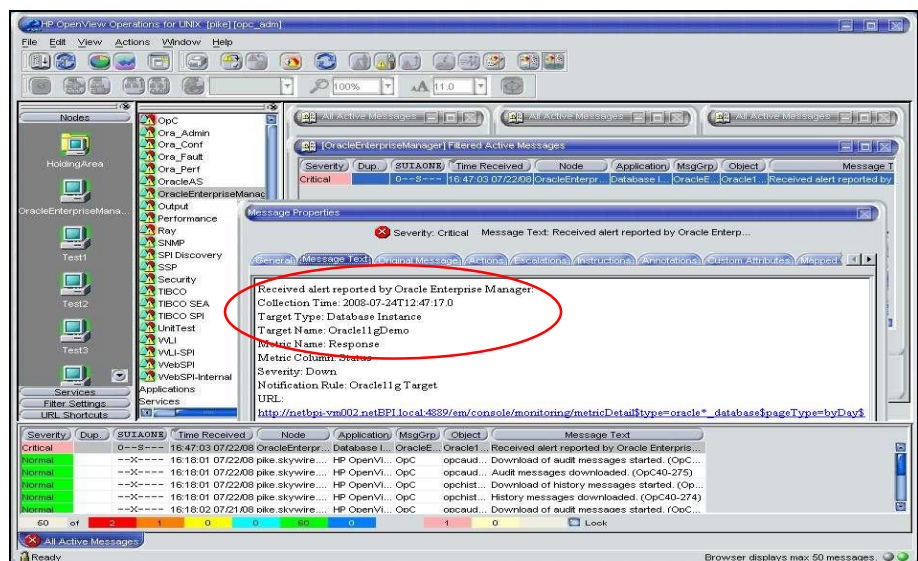 HP OpenView Operations for UNIX [pike] [opc_adm]
File Edit View Actions Window Help
100%
11.0
Nodes
HoldingArea
OracleEnterpriseMana...
Test1
Test2
Test3
Services
Filter Settings
URL Shortcuts
OpC
Ora_Admin
Ora_Conf
Ora_Fault
Ora_Perf
OracleAS
OracleEnterpriseManag
Output
Performance
Ray
SNMP
SPI Discovery
SSP
Security
TIBCO
TIBCO SEA
TIBCO SPI
UnitTest
WLI
WLI-SPI
WebSPI
WebSPI-Internal
Applications
Services
All Active Messages
All Active Messages
All Active Messages
[OracleEnterpriseManager] Filtered Active Messages
Severity Dup... SUIAONE Time Received Node Application MsgGrp Object Message T
Critical 0--S--- 16:47:03 07/22/08 OracleEnterpr... Database I... OracleE... Oracle1... Received alert reported by
Message Properties
Severity: Critical Message Text: Received alert reported by Oracle Enterp...
General Message Text Original Message Actions Escalations Instructions Annotations Custom Attributes Mapped
Received alert reported by Oracle Enterprise Manager:
Collection Time: 2008-07-24T12:47:17.0
Target Type: Database Instance
Target Name: Oracle11gDemo
Metric Name: Response
Metric Column: Status
Severity: Down
Notification Rule: Oracle11g Target
URL:
http://netbpi-vm002.netBPI.local:4889/em/console/monitoring/metricDetail$type=oracle*_database$pageType=byDay$
Severity Dup... SUIAONE Time Received Node Application MsgGrp Object Message Text
Critical 0--S--- 16:47:03 07/22/08 OracleEnterpr... Database I... OracleE... Oracle1... Received alert reported by Oracle Enterpris...
Normal --X---- 16:18:01 07/22/08 pike.skywire.... HP OpenVi... OpC opcaud... Download of audit messages started. (OpC...
Normal --X---- 16:18:01 07/22/08 pike.skywire.... HP OpenVi... OpC opcaud... Audit messages downloaded. (OpC40-275)
Normal --X---- 16:18:01 07/22/08 pike.skywire.... HP OpenVi... OpC opchist... Download of history messages started. (Op...
Normal --X---- 16:18:01 07/22/08 pike.skywire.... HP OpenVi... OpC opchist... History messages downloaded. (OpC40-274)
Normal --X---- 16:18:02 07/21/08 pike.skywire.... HP OpenVi... OpC opcaud... Download of audit messages started. (OpC...
60 of 2 1 0 0 60 0 1 0 Look
All Active Messages
Ready Browser displays max 50 messages.